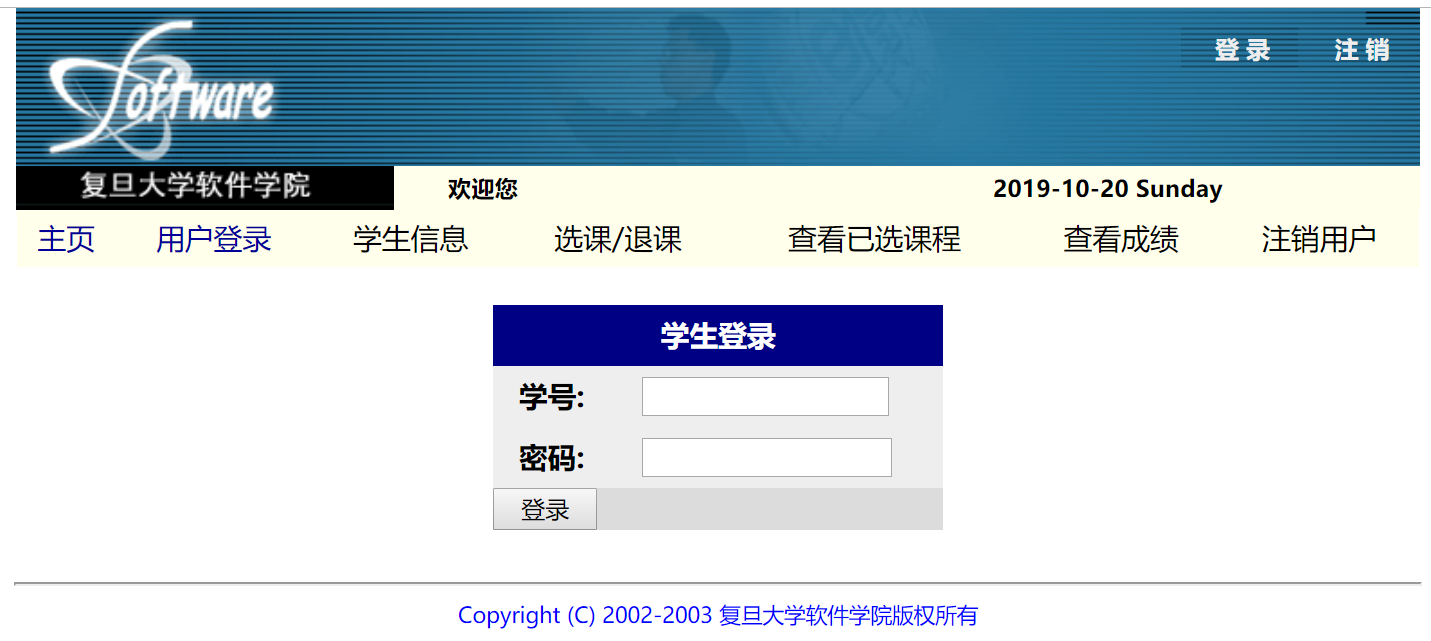 登录 注销
Software
复旦大学软件学院 欢迎您 2019-10-20 Sunday
主页 用户登录 学生信息 选课/退课 查看已选课程 查看成绩 注销用户
学生登录
学号:
密码:
登录
Copyright (C) 2002-2003 复旦大学软件学院版权所有